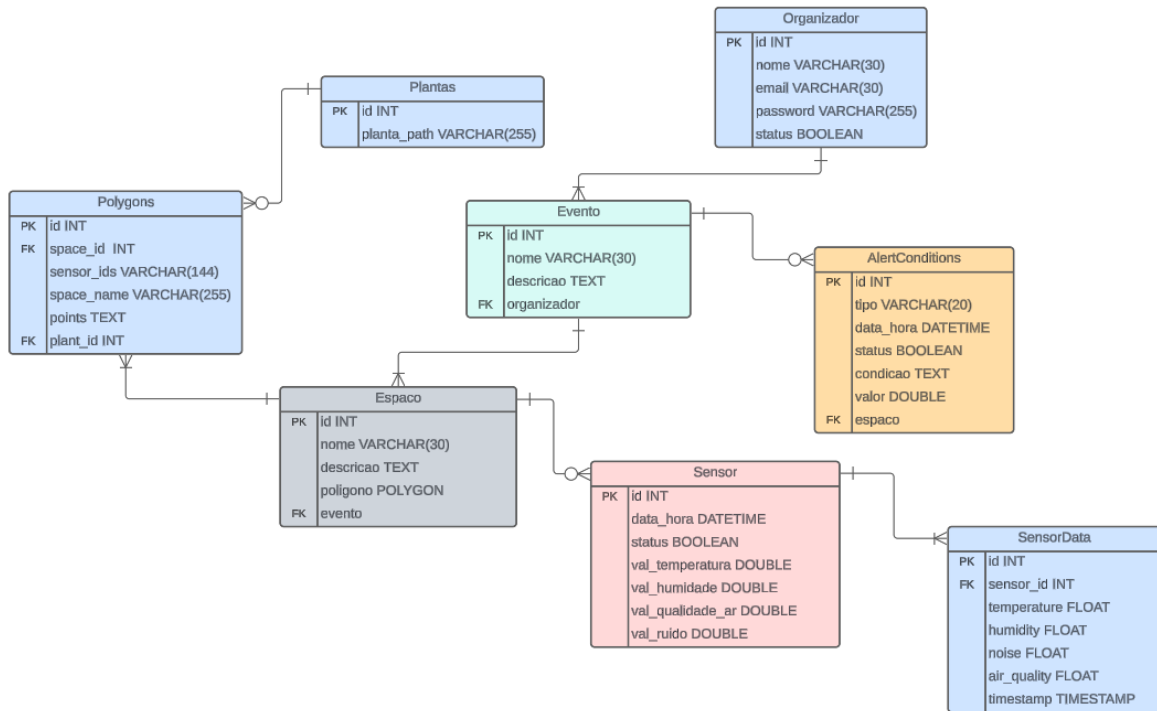 Organizador
PK id INT
nome VARCHAR(30)
email VARCHAR(30)
password VARCHAR(255)
status BOOLEAN
Plantas
PK id INT
planta_path VARCHAR(255)
Polygons
PK id INT
FK space_id INT
sensor_ids VARCHAR(144)
space_name VARCHAR(255)
points TEXT
FK plant_id INT
Evento
PK id INT
nome VARCHAR(30)
descricao TEXT
FK organizador
AlertConditions
PK id INT
tipo VARCHAR(20)
data_hora DATETIME
status BOOLEAN
condicao TEXT
valor DOUBLE
FK espaco
Espaco
PK id INT
nome VARCHAR(30)
descricao TEXT
poligono POLYGON
FK evento
Sensor
PK id INT
data_hora DATETIME
status BOOLEAN
val_temperatura DOUBLE
val_humidade DOUBLE
val_qualidade_ar DOUBLE
val_ruido DOUBLE
SensorData
PK id INT
FK sensor_id INT
temperature FLOAT
humidity FLOAT
noise FLOAT
air_quality FLOAT
timestamp TIMESTAMP